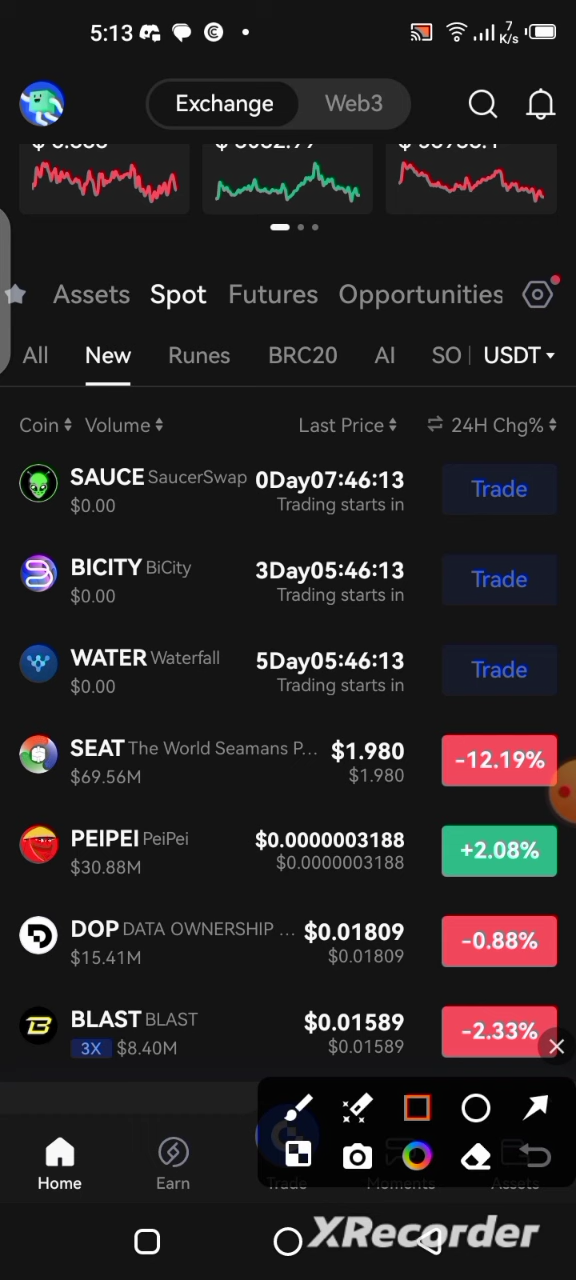 5:13
7
K/s
Exchange Web3
Assets Spot Futures Opportunities
All New Runes BRC20 AI SO USDT
Coin Volume Last Price 24H Chg%
SAUCE SaucerSwap 0Day07:46:13 Trade
$0.00 Trading starts in
BICITY BiCity 3Day05:46:13 Trade
$0.00 Trading starts in
WATER Waterfall 5Day05:46:13 Trade
$0.00 Trading starts in
SEAT The World Seamans P... $1.980 -12.19%
$69.56M $1.980
PEIPEI PeiPei $0.0000003188 +2.08%
$30.88M $0.0000003188
DOP DATA OWNERSHIP ... $0.01809 -0.88%
$15.41M $0.01809
BLAST BLAST $0.01589 -2.33%
3X $8.40M $0.01589
Home Earn Trade Moments Assets
XRecorder